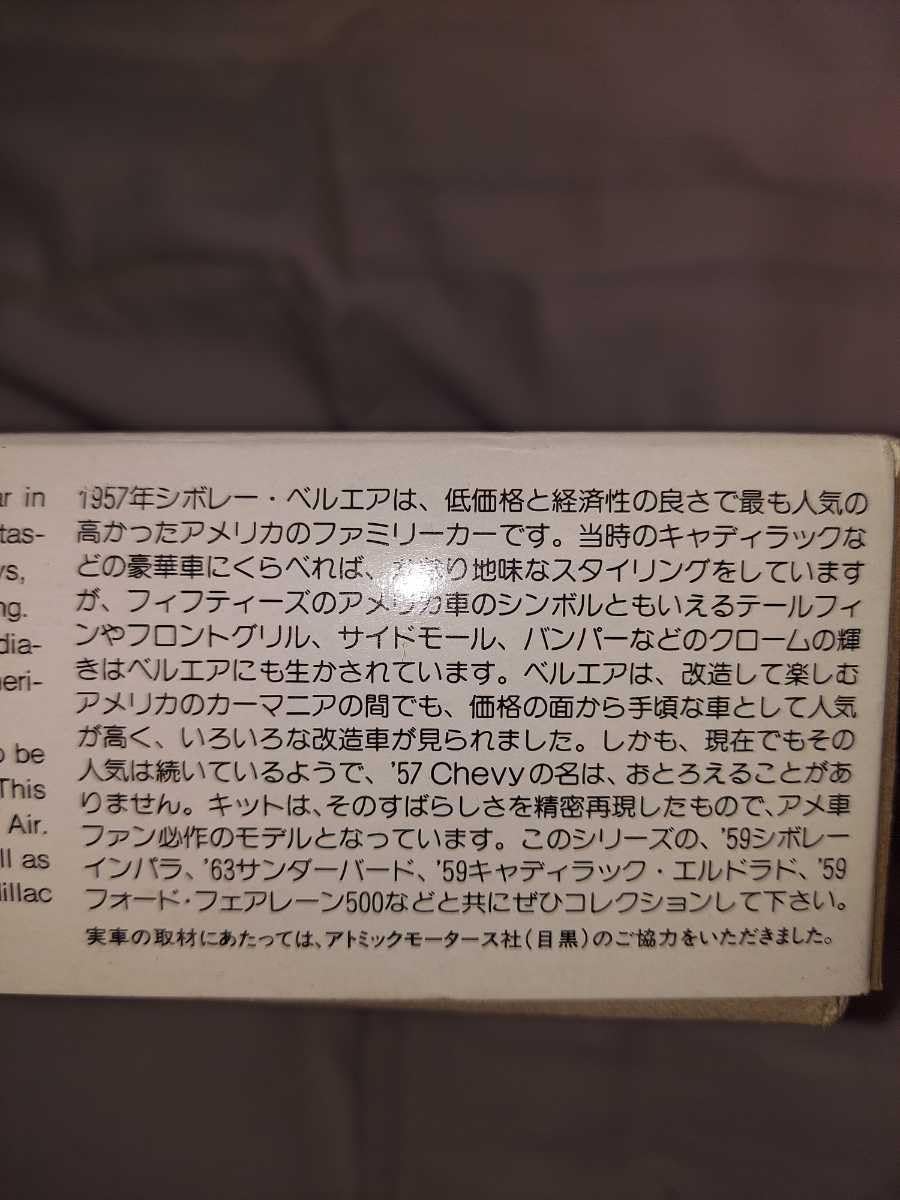 ar in
tas-
ys,
ng.
dia-
neri-
o be
This
Air.
ll as
dillac
1957年シボレー・ベルエアは、低価格と経済性の良さで最も人気の
高かったアメリカのファミリーカーです。当時のキャディラックな
どの豪華車にくらべれば、かなり地味なスタイリングをしています
が、フィフティーズのアメリカ車のシンボルともいえるテールフィ
ンやフロントグリル、サイドモール、バンパーなどのクロームの輝
きはベルエアにも生かされています。ベルエアは、改造して楽しむ
アメリカのカーマニアの間でも、価格の面から手頃な車として人気
が高く、いろいろな改造車が見られました。しかも、現在でもその
人気は続いているようで、'57 Chevyの名は、おとろえることがあ
りません。キットは、そのすばらしさを精密再現したもので、アメ車
ファン必作のモデルとなっています。このシリーズの、'59シボレー
インパラ、'63サンダーバード、'59キャディラック・エルドラド、'59
フォード・フェアレーン500などと共にぜひコレクションして下さい。
実車の取材にあたっては、アトミックモータース社(目黒)のご協力をいただきました。